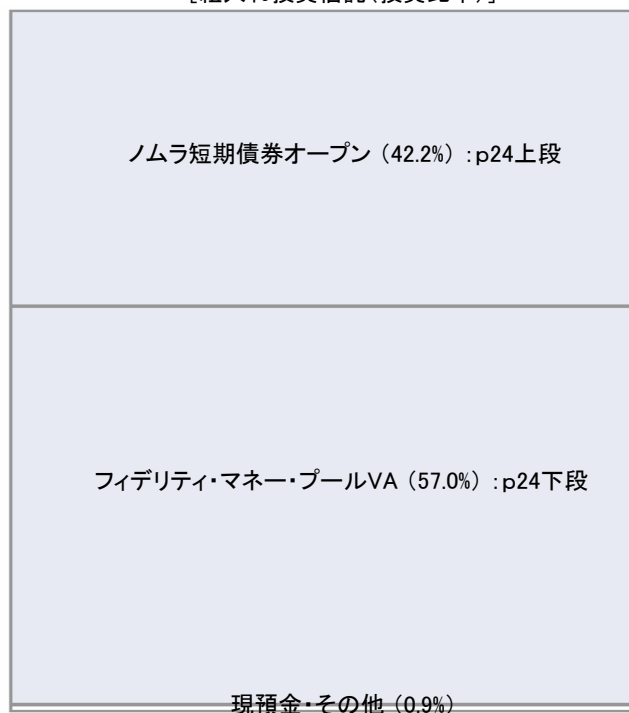 ノムラ短期債券オープン (42.2%) :p24上段
フィデリティ・マネー・プールVA (57.0%) :p24下段
現預金・その他 (0.9%)